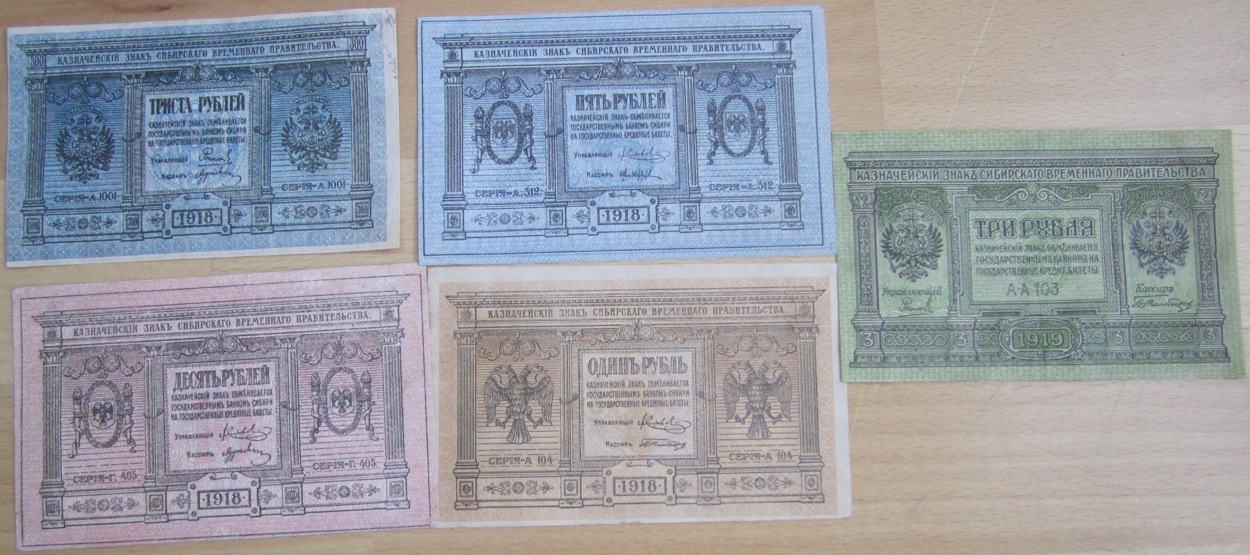 300 КАЗНАЧЕЙСКІЙ ЗНАКЪ СИБИРСКАГО ВРЕМЕННАГО ПРАВИТЕЛЬСТВА. 300
ТРИСТА РУБЛЕЙ
КАЗНАЧЕЙСКІЙ ЗНАКЪ ОБМѢНИВАЕТСЯ
ГОСУДАРСТВЕННЫМЪ БАНКОМЪ СИБИРИ
НА ГОСУДАРСТВЕННЫЕ КРЕДИТНЫЕ БИЛЕТЫ.
Управляющій
Кассиръ
СЕРІЯ-А.1001 СЕРІЯ-А.1001
1918
КАЗНАЧЕЙСКІЙ ЗНАКЪ СИБИРСКАГО ВРЕМЕННАГО ПРАВИТЕЛЬСТВА.
ПЯТЬ РУБЛЕЙ
КАЗНАЧЕЙСКІЙ ЗНАКЪ ОБМѢНИВАЕТСЯ
ГОСУДАРСТВЕННЫМЪ БАНКОМЪ СИБИРИ
НА ГОСУДАРСТВЕННЫЕ КРЕДИТНЫЕ БИЛЕТЫ.
Управляющій
Кассиръ
СЕРІЯ-А.312. СЕРІЯ-А.312.
1918
КАЗНАЧЕЙСКІЙ ЗНАКЪ СИБИРСКАГО ВРЕМЕННАГО ПРАВИТЕЛЬСТВА
ТРИ РУБЛЯ
КАЗНАЧЕЙСКІЙ ЗНАКЪ ОБМѢНИВАЕТСЯ
ГОСУДАРСТВЕННЫМЪ БАНКОМЪ НА
ГОСУДАРСТВЕННЫЕ КРЕДИТ. БИЛЕТЫ.
А-А 103
Управляющій Кассиръ
3 3 1919 3 3
КАЗНАЧЕЙСКІЙ ЗНАКЪ СИБИРСКАГО ВРЕМЕННАГО ПРАВИТЕЛЬСТВА.
ДЕСЯТЬ РУБЛЕЙ
КАЗНАЧЕЙСКІЙ ЗНАКЪ ОБМѢНИВАЕТСЯ
ГОСУДАРСТВЕННЫМЪ БАНКОМЪ СИБИРИ
НА ГОСУДАРСТВЕННЫЕ КРЕДИТНЫЕ БИЛЕТЫ.
Управляющій
Кассиръ
СЕРІЯ-Г. 405 СЕРІЯ-Г. 405
1918
КАЗНАЧЕЙСКІЙ ЗНАКЪ СИБИРСКАГО ВРЕМЕННАГО ПРАВИТЕЛЬСТВА.
ОДИНЪ РУБЛЬ
КАЗНАЧЕЙСКІЙ ЗНАКЪ ОБМѢНИВАЕТСЯ
ГОСУДАРСТВЕННЫМЪ БАНКОМЪ СИБИРИ
НА ГОСУДАРСТВЕННЫЕ КРЕДИТНЫЕ БИЛЕТЫ.
Управляющій
Кассиръ
СЕРІЯ-А 104 СЕРІЯ-А 104
1918